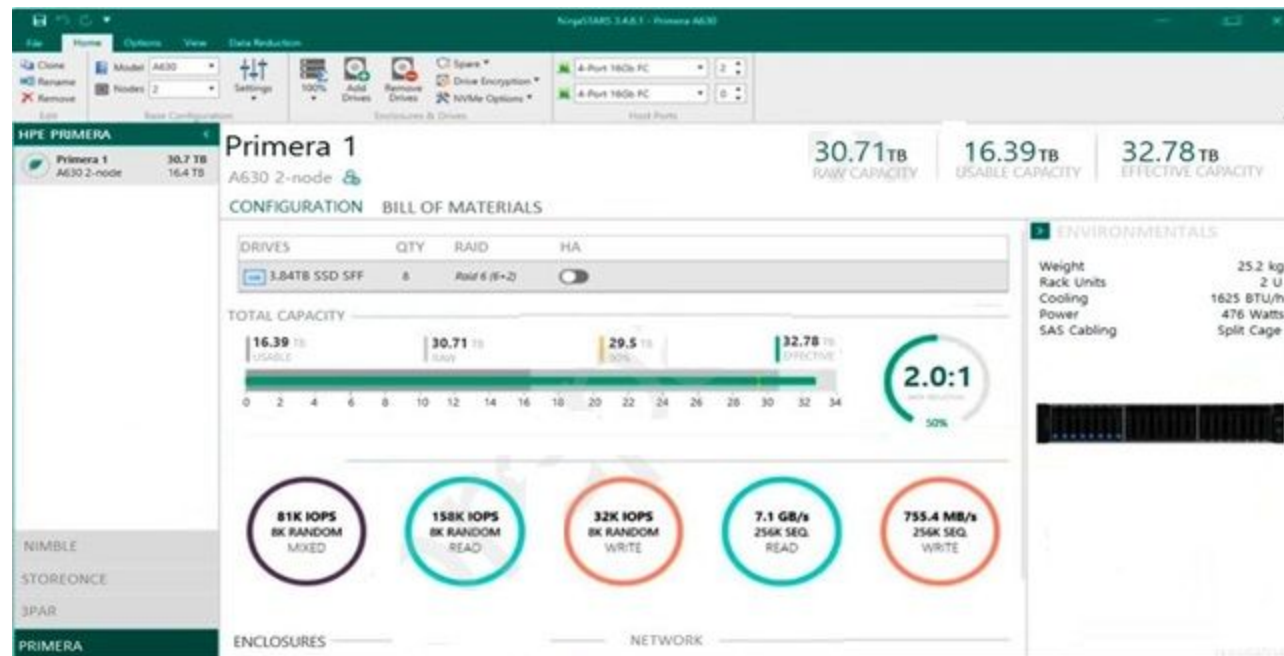 NinjaSTARS 3.4.8.1 - Primera A630
File Home Options View Data Reduction
Clone
Rename
Remove
Edit
Model A630
Nodes 2
Base Configuration
Settings
100%
Add Drives
Remove Drives
Spare
Drive Encryption
NVMe Options
Enclosures & Drives
4-Port 16Gb FC 2
4-Port 16Gb FC 0
Host Ports
HPE PRIMERA
Primera 1 30.7 TB
A630 2-node 16.4 TB
NIMBLE
STOREONCE
3PAR
PRIMERA
Primera 1
A630 2-node
30.71 TB
RAW CAPACITY
16.39 TB
USABLE CAPACITY
32.78 TB
EFFECTIVE CAPACITY
CONFIGURATION BILL OF MATERIALS
DRIVES QTY RAID HA
3.84TB SSD SFF 8 Raid 6 (6+2)
TOTAL CAPACITY
16.39 TB
USABLE
30.71 TB
RAW
29.5 TB
90%
32.78 TB
EFFECTIVE
0 2 4 6 8 10 12 14 16 18 20 22 24 26 28 30 32 34
2.0:1
50%
81K IOPS
8K RANDOM
MIXED
158K IOPS
8K RANDOM
READ
32K IOPS
8K RANDOM
WRITE
7.1 GB/s
256K SEQ.
READ
755.4 MB/s
256K SEQ.
WRITE
ENCLOSURES NETWORK
ENVIRONMENTALS
Weight 25.2 kg
Rack Units 2 U
Cooling 1625 BTU/h
Power 476 Watts
SAS Cabling Split Cage